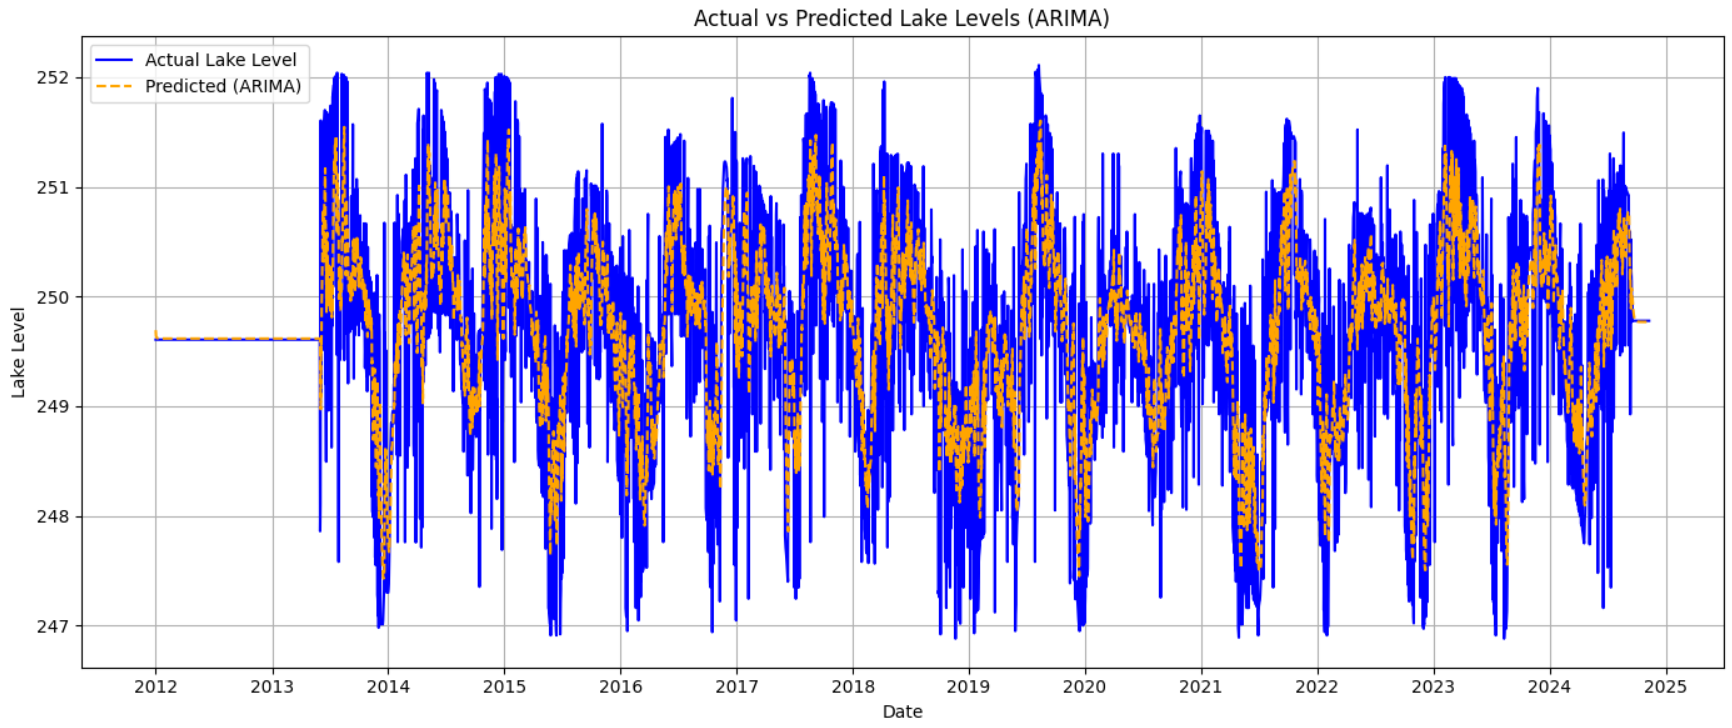 Actual vs Predicted Lake Levels (ARIMA)
Actual Lake Level
Predicted (ARIMA)
252
251
250
249
248
247
Lake Level
2012 2013 2014 2015 2016 2017 2018 2019 2020 2021 2022 2023 2024 2025
Date